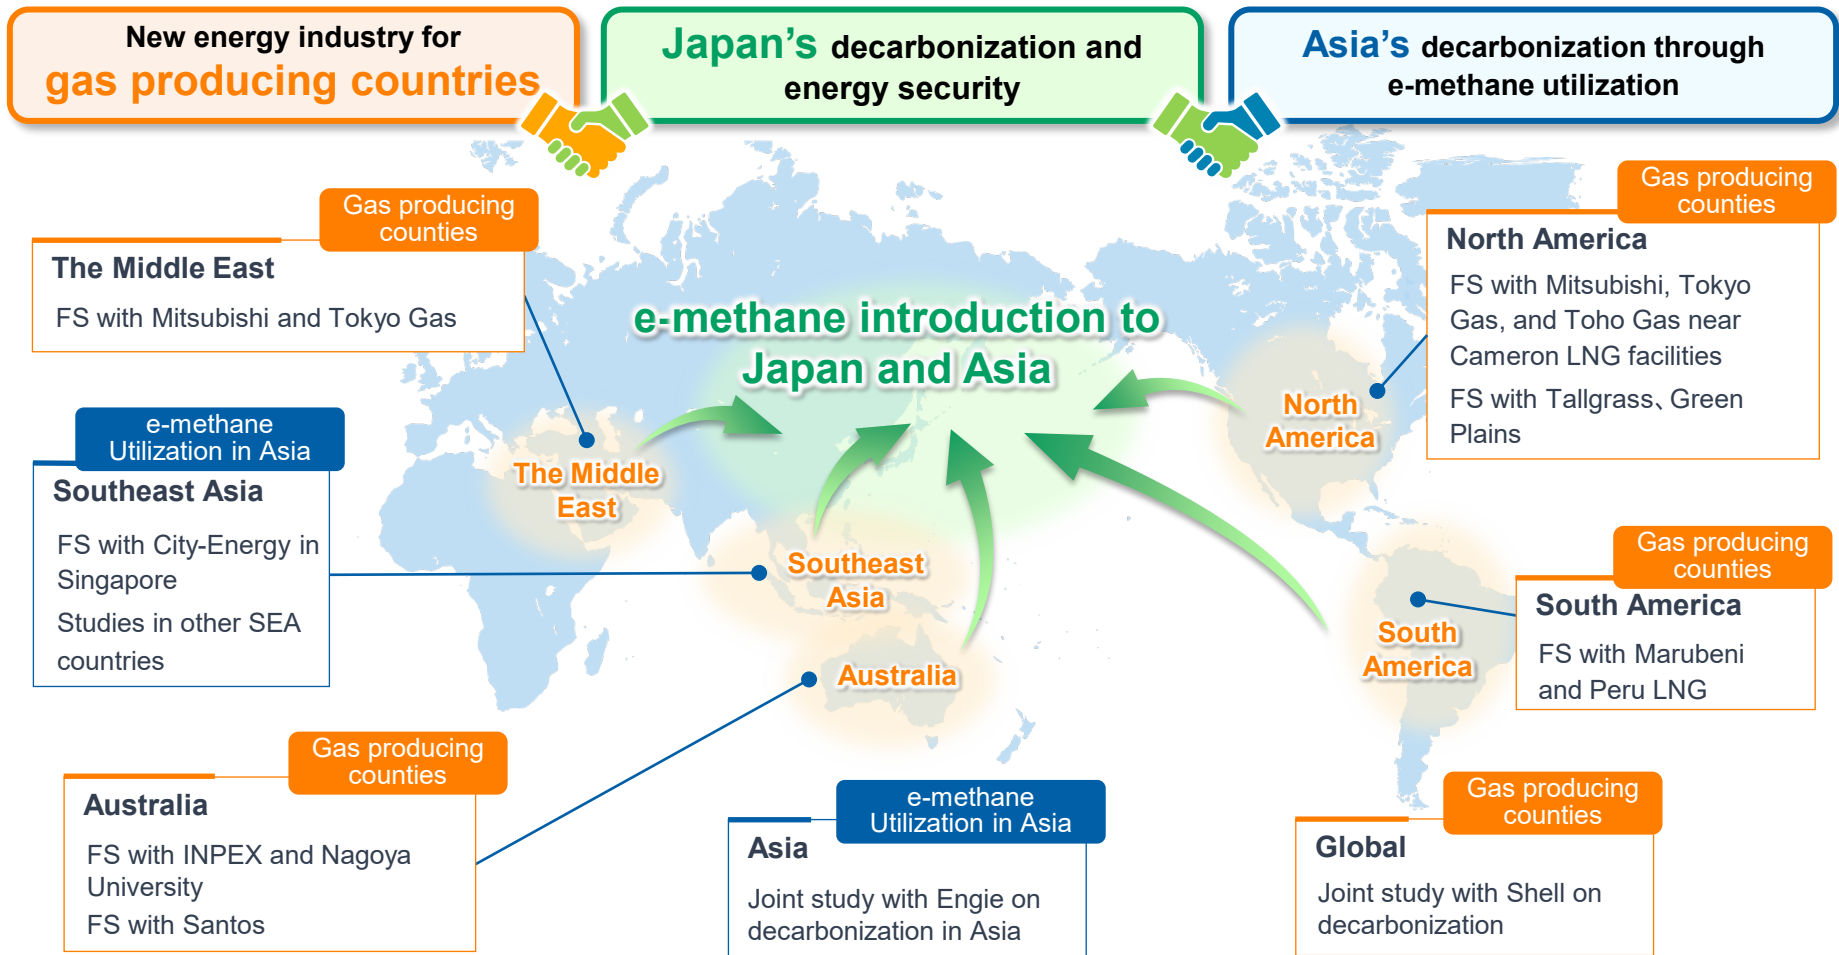 New energy industry for
gas producing countries
Japan's decarbonization and
energy security
Asia's decarbonization through
e-methane utilization
Gas producing
counties
The Middle East
FS with Mitsubishi and Tokyo Gas
Gas producing
counties
North America
FS with Mitsubishi, Tokyo
Gas, and Toho Gas near
Cameron LNG facilities
FS with Tallgrass、Green
Plains
e-methane introduction to
Japan and Asia
e-methane
Utilization in Asia
Southeast Asia
FS with City-Energy in
Singapore
Studies in other SEA
countries
The Middle
East
North
America
Southeast
Asia
Australia
South
America
Gas producing
counties
South America
FS with Marubeni
and Peru LNG
Gas producing
counties
Australia
FS with INPEX and Nagoya
University
FS with Santos
e-methane
Utilization in Asia
Asia
Joint study with Engie on
decarbonization in Asia
Gas producing
counties
Global
Joint study with Shell on
decarbonization